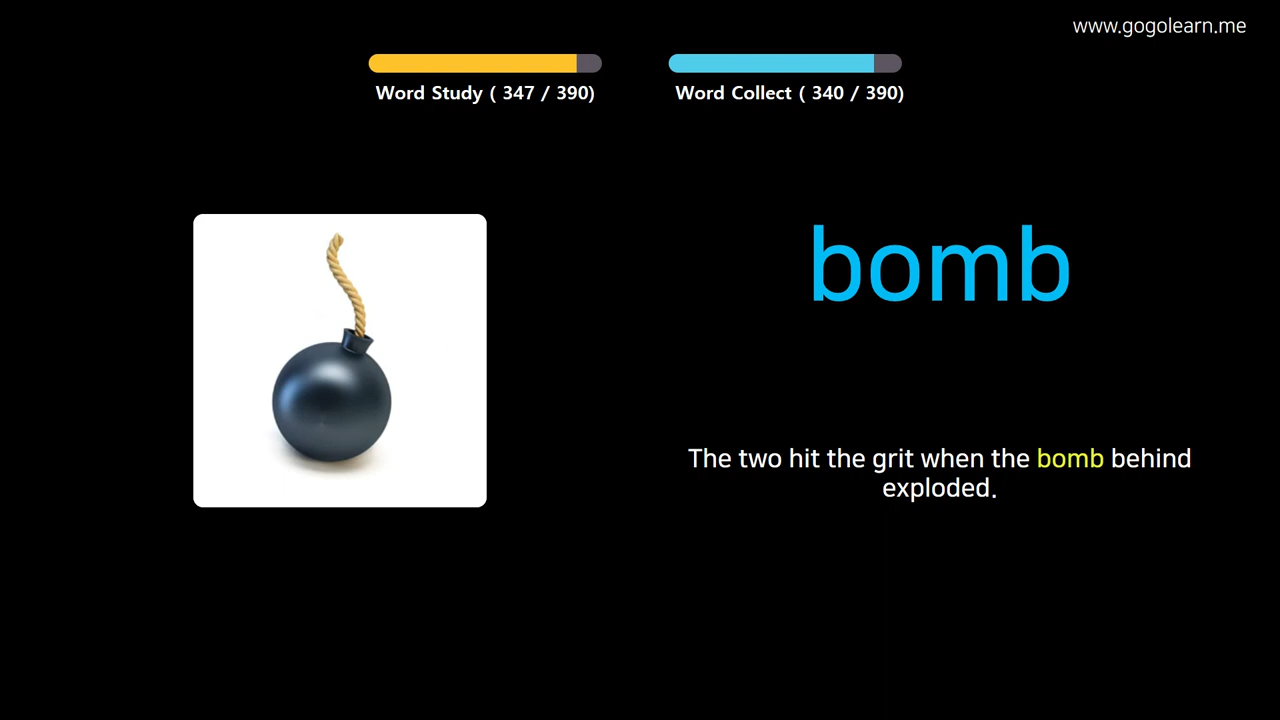 www.gogolearn.me
Word Study ( 347 / 390)
Word Collect ( 340 / 390)
bomb
The two hit the grit when the bomb behind
exploded.